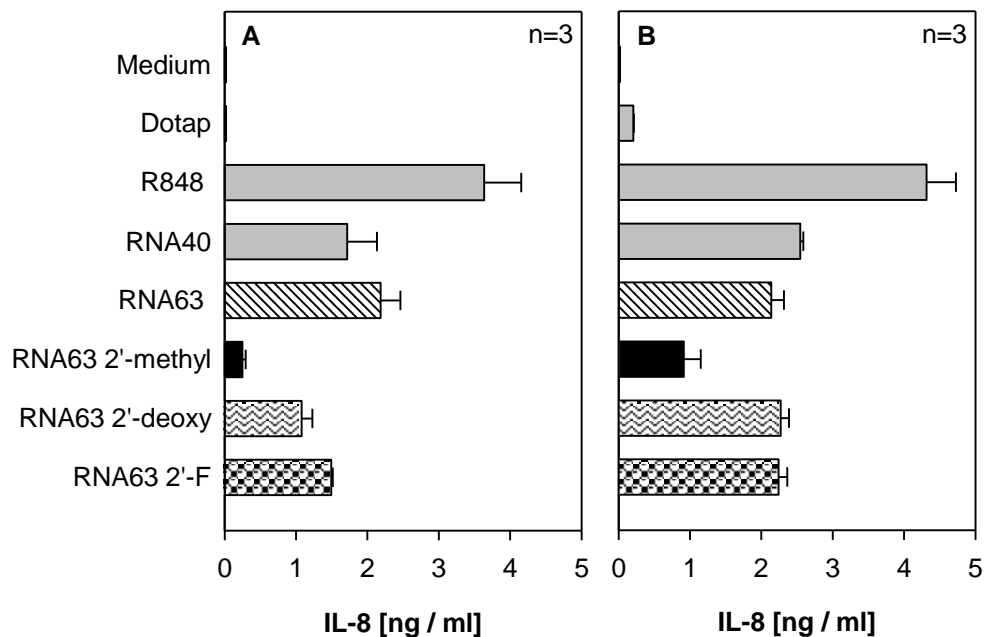 A n=3 B n=3
Medium
Dotap
R848
RNA40
RNA63
RNA63 2'-methyl
RNA63 2'-deoxy
RNA63 2'-F
0 1 2 3 4 5 0 1 2 3 4 5
IL-8 [ng / ml] IL-8 [ng / ml]